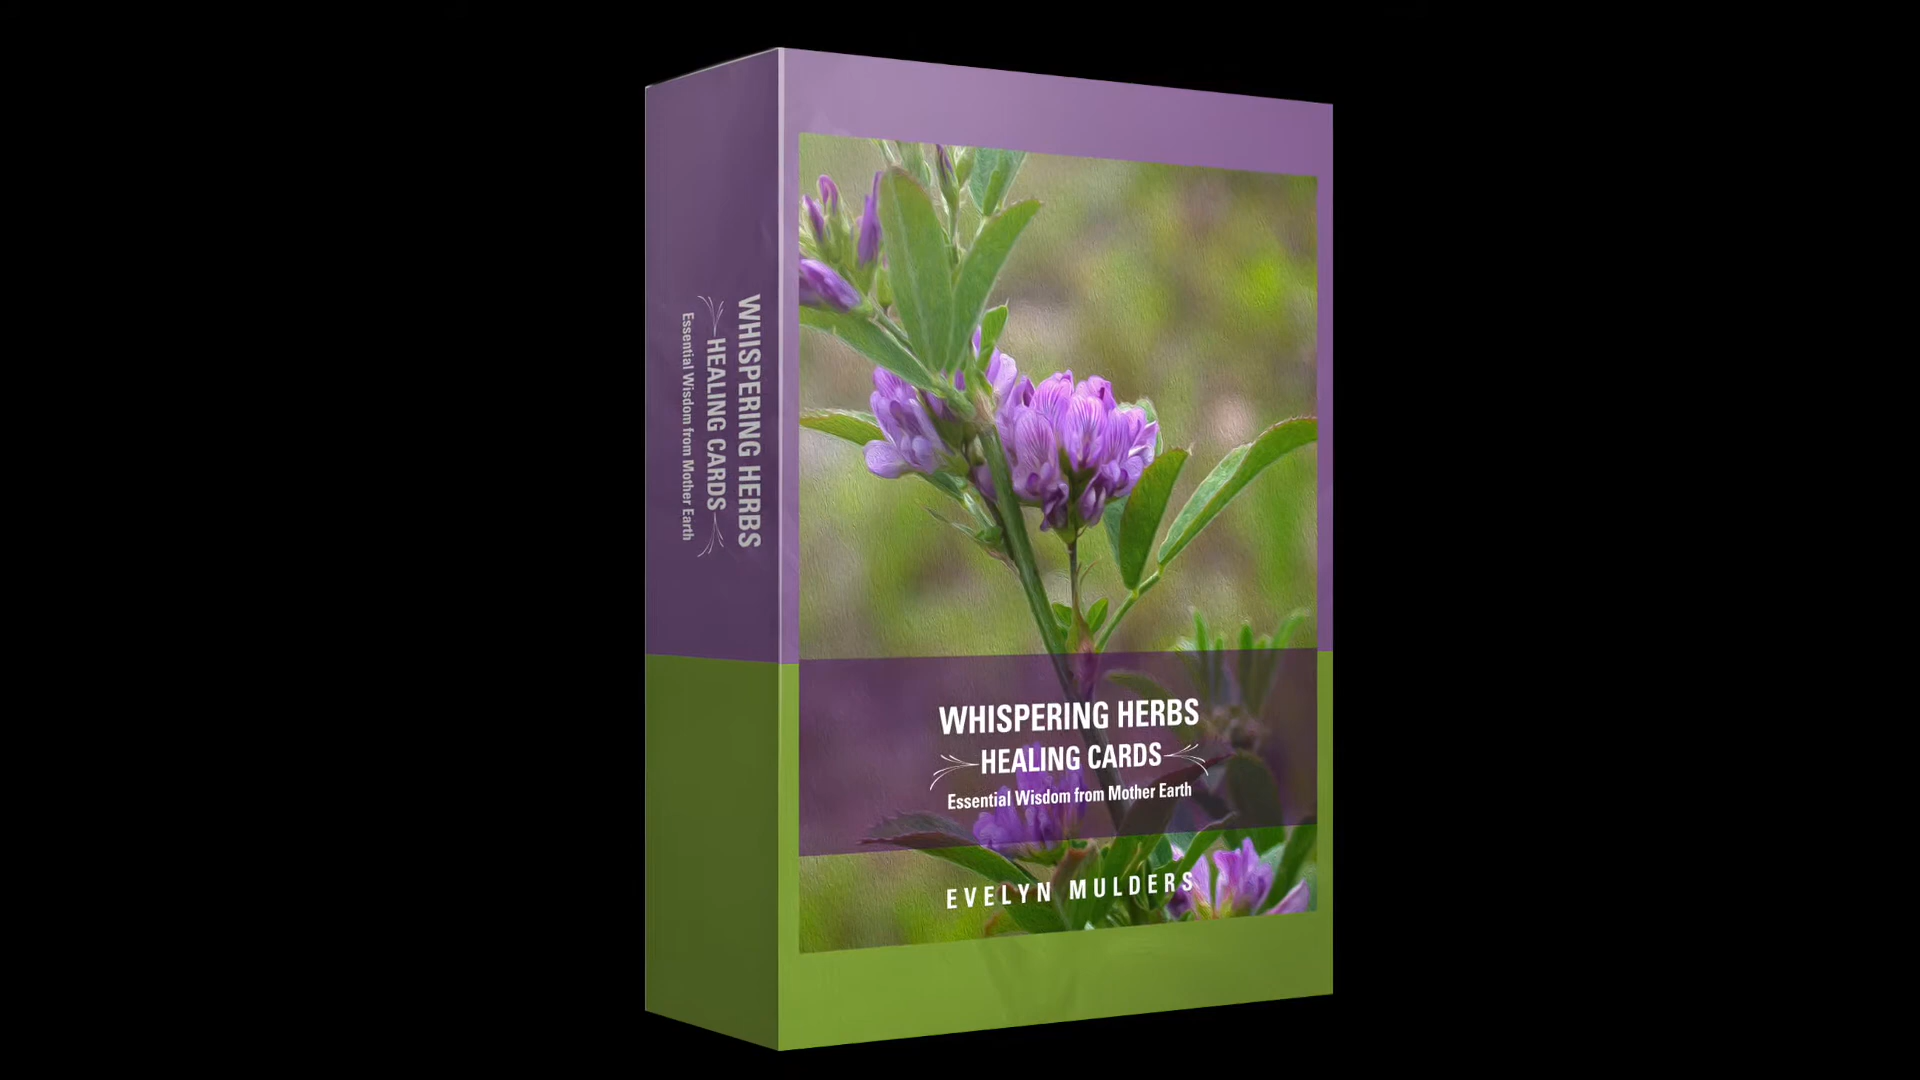 WHISPERING HERBS
HEALING CARDS
Essential Wisdom from Mother Earth
WHISPERING HERBS
HEALING CARDS
Essential Wisdom from Mother Earth
EVELYN MULDERS